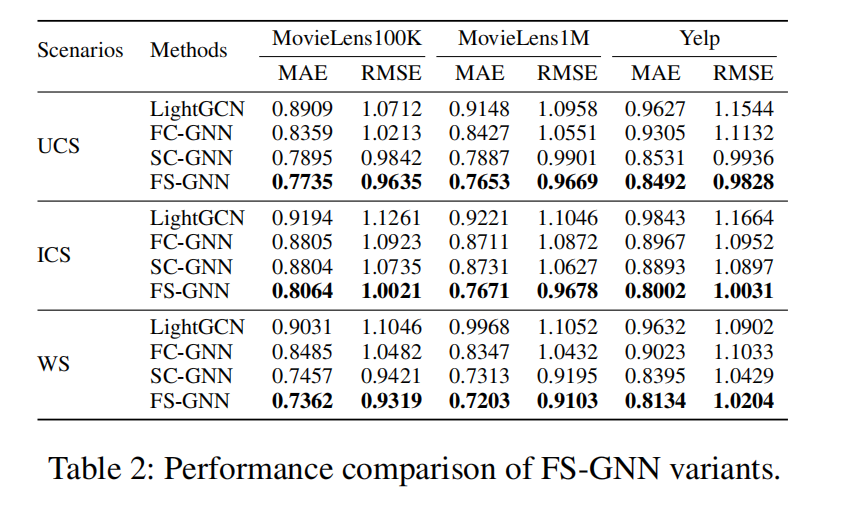 Scenarios Methods MovieLens100K MovieLens1M Yelp
MAE RMSE MAE RMSE MAE RMSE
UCS
LightGCN 0.8909 1.0712 0.9148 1.0958 0.9627 1.1544
FC-GNN 0.8359 1.0213 0.8427 1.0551 0.9305 1.1132
SC-GNN 0.7895 0.9842 0.7887 0.9901 0.8531 0.9936
FS-GNN 0.7735 0.9635 0.7653 0.9669 0.8492 0.9828
ICS
LightGCN 0.9194 1.1261 0.9221 1.1046 0.9843 1.1664
FC-GNN 0.8805 1.0923 0.8711 1.0872 0.8967 1.0952
SC-GNN 0.8804 1.0735 0.8731 1.0627 0.8893 1.0897
FS-GNN 0.8064 1.0021 0.7671 0.9678 0.8002 1.0031
WS
LightGCN 0.9031 1.1046 0.9968 1.1052 0.9632 1.0902
FC-GNN 0.8485 1.0482 0.8347 1.0432 0.9023 1.1033
SC-GNN 0.7457 0.9421 0.7313 0.9195 0.8395 1.0429
FS-GNN 0.7362 0.9319 0.7203 0.9103 0.8134 1.0204
Table 2: Performance comparison of FS-GNN variants.